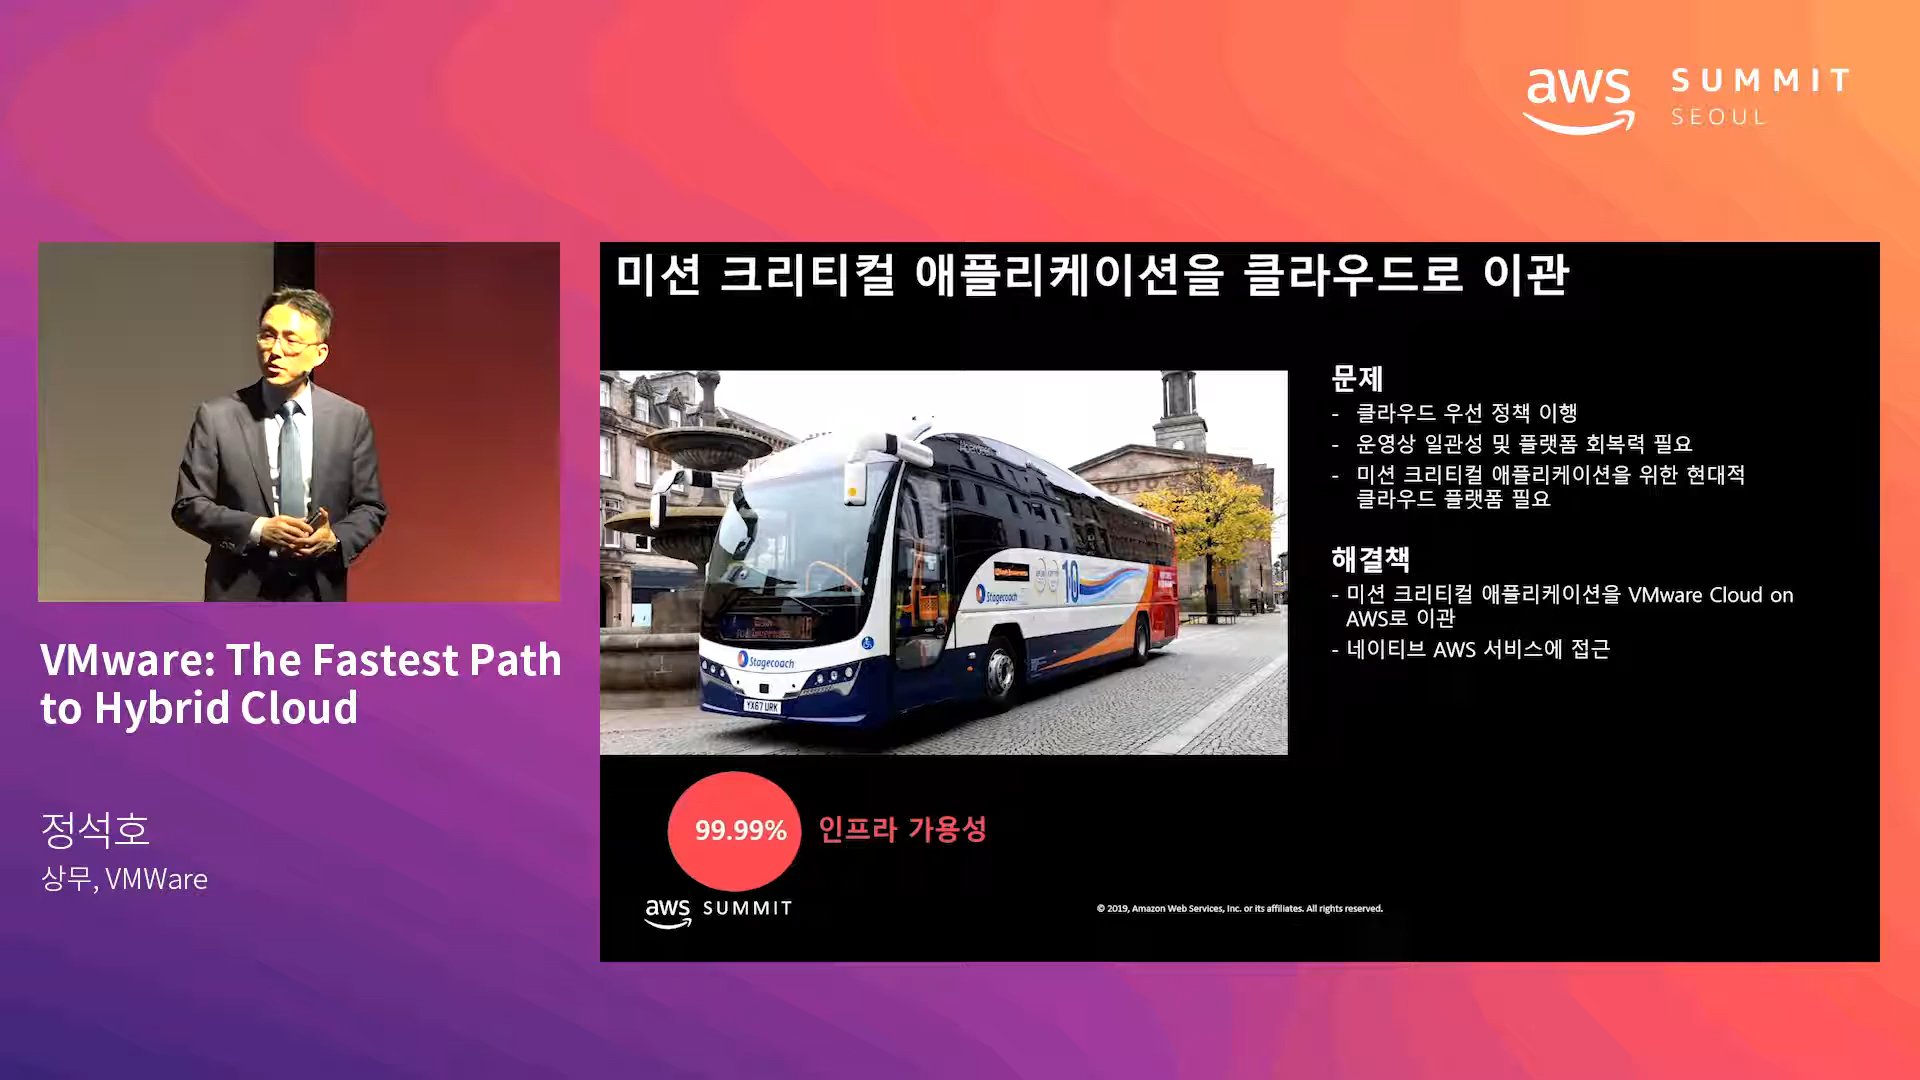 aws SUMMIT
SEOUL
미션 크리티컬 애플리케이션을 클라우드로 이관
문제
- 클라우드 우선 정책 이행
- 운영상 일관성 및 플랫폼 회복력 필요
- 미션 크리티컬 애플리케이션을 위한 현대적
클라우드 플랫폼 필요
해결책
- 미션 크리티컬 애플리케이션을 VMware Cloud on
AWS로 이관
- 네이티브 AWS 서비스에 접근
Stagecoach
10
Stagecoach
YX67 URK
99.99% 인프라 가용성
aws SUMMIT
© 2019, Amazon Web Services, Inc. or its affiliates. All rights reserved.
VMware: The Fastest Path
to Hybrid Cloud
정석호
상무, VMWare